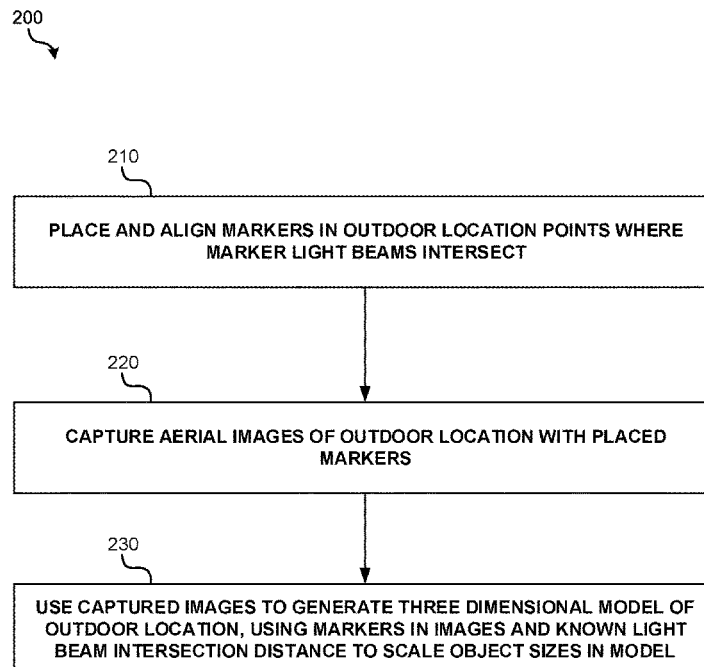 200
210
PLACE AND ALIGN MARKERS IN OUTDOOR LOCATION POINTS WHERE
MARKER LIGHT BEAMS INTERSECT
220
CAPTURE AERIAL IMAGES OF OUTDOOR LOCATION WITH PLACED
MARKERS
230
USE CAPTURED IMAGES TO GENERATE THREE DIMENSIONAL MODEL OF
OUTDOOR LOCATION, USING MARKERS IN IMAGES AND KNOWN LIGHT
BEAM INTERSECTION DISTANCE TO SCALE OBJECT SIZES IN MODEL